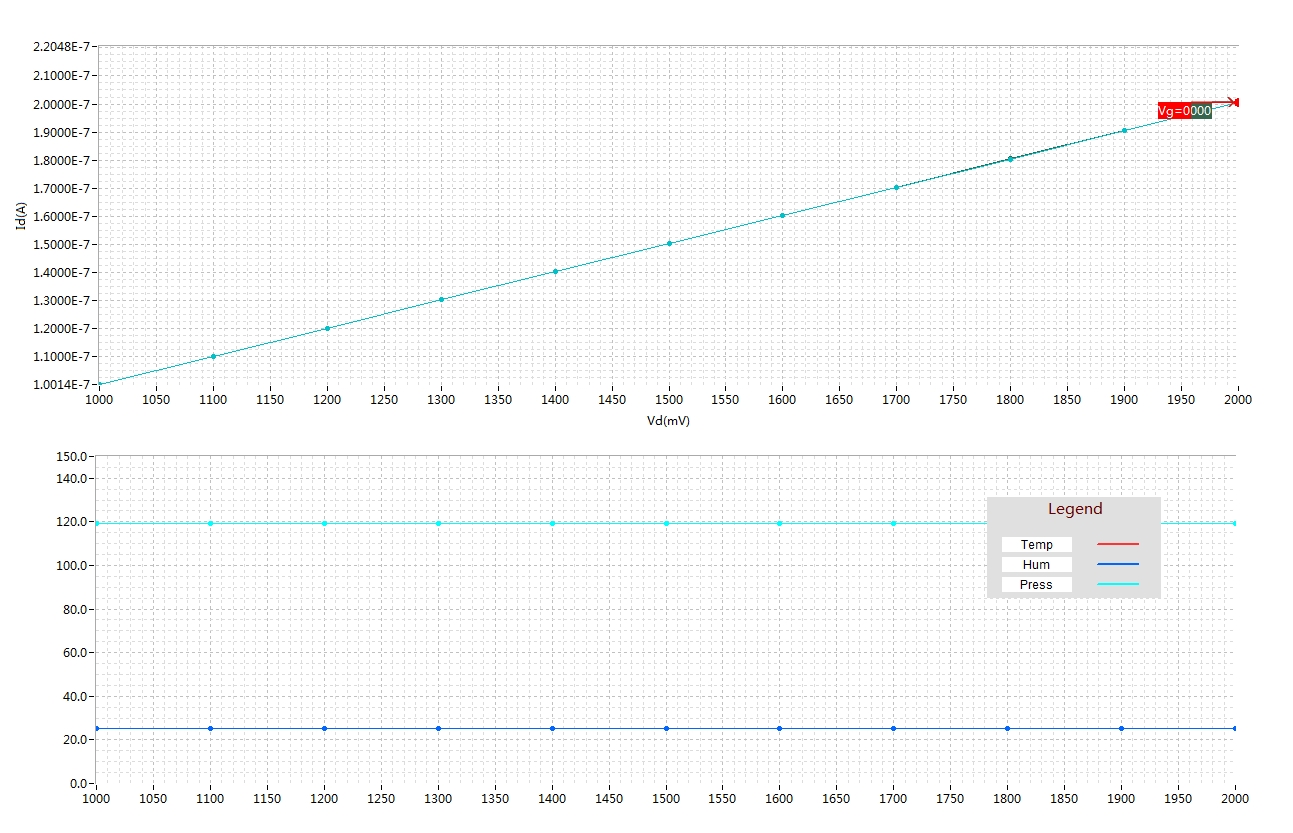 2.2048E-7
2.1000E-7
2.0000E-7
1.9000E-7
1.8000E-7
1.7000E-7
1.6000E-7
1.5000E-7
1.4000E-7
1.3000E-7
1.2000E-7
1.1000E-7
1.0014E-7
Id(A)
Vg=0000
1000 1050 1100 1150 1200 1250 1300 1350 1400 1450 1500 1550 1600 1650 1700 1750 1800 1850 1900 1950 2000
Vd(mV)
150.0
140.0
120.0
100.0
80.0
60.0
40.0
20.0
0.0
Legend
Temp
Hum
Press
1000 1050 1100 1150 1200 1250 1300 1350 1400 1450 1500 1550 1600 1650 1700 1750 1800 1850 1900 1950 2000